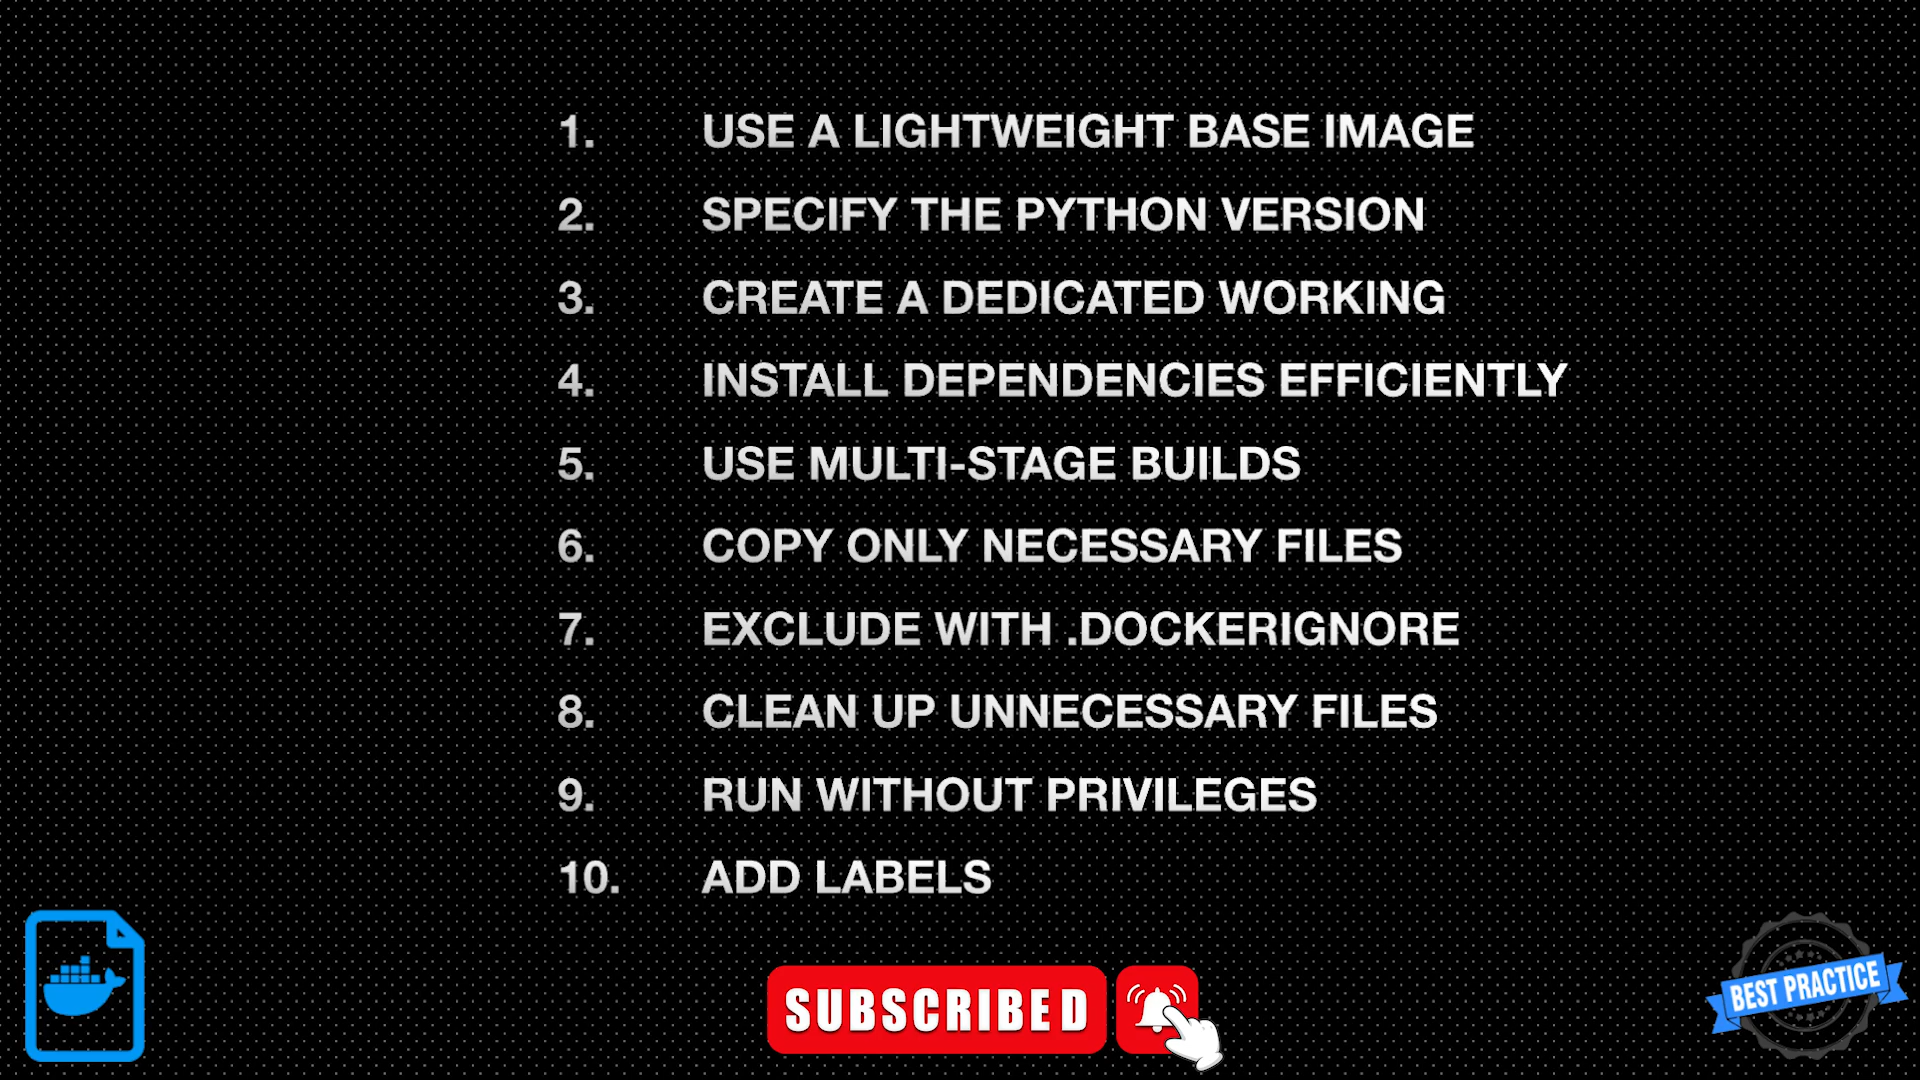 1. USE A LIGHTWEIGHT BASE IMAGE
2. SPECIFY THE PYTHON VERSION
3. CREATE A DEDICATED WORKING
4. INSTALL DEPENDENCIES EFFICIENTLY
5. USE MULTI-STAGE BUILDS
6. COPY ONLY NECESSARY FILES
7. EXCLUDE WITH .DOCKERIGNORE
8. CLEAN UP UNNECESSARY FILES
9. RUN WITHOUT PRIVILEGES
10. ADD LABELS
SUBSCRIBED
BEST PRACTICE